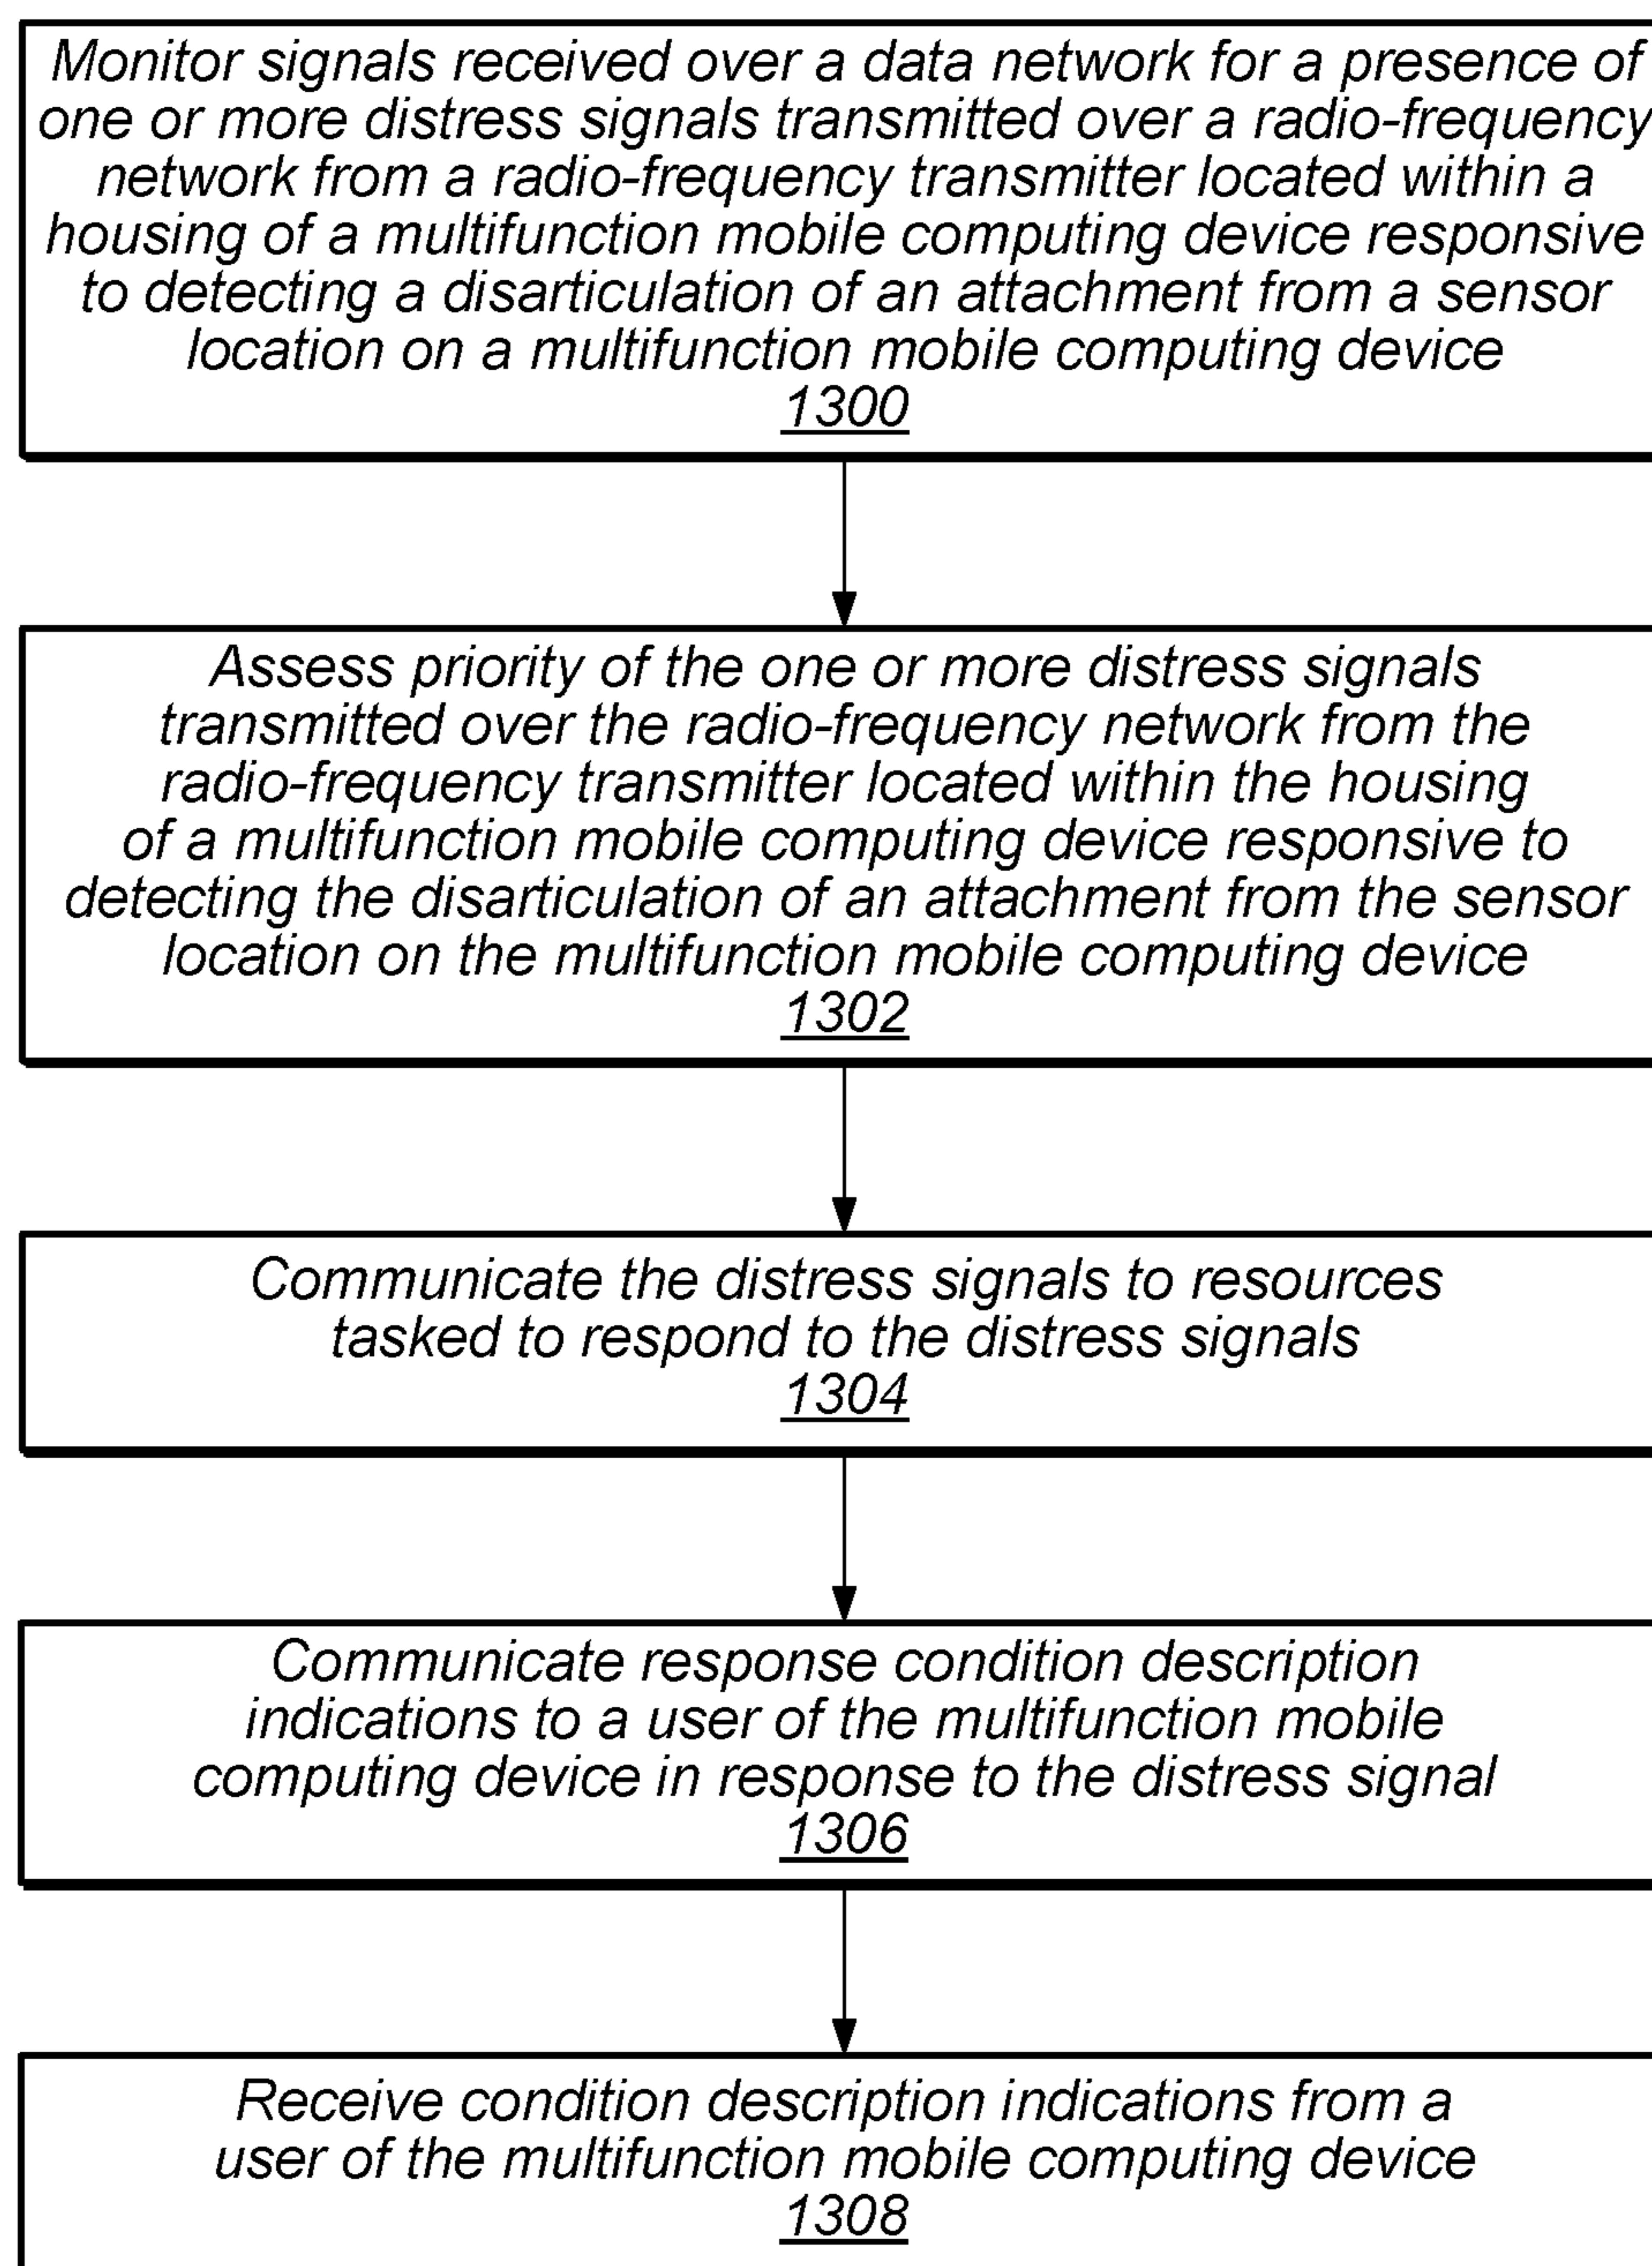 Monitor signals received over a data network for a presence of
one or more distress signals transmitted over a radio-frequency
network from a radio-frequency transmitter located within a
housing of a multifunction mobile computing device responsive
to detecting a disarticulation of an attachment from a sensor
location on a multifunction mobile computing device
1300
Assess priority of the one or more distress signals
transmitted over the radio-frequency network from the
radio-frequency transmitter located within the housing
of a multifunction mobile computing device responsive to
detecting the disarticulation of an attachment from the sensor
location on the multifunction mobile computing device
1302
Communicate the distress signals to resources
tasked to respond to the distress signals
1304
Communicate response condition description
indications to a user of the multifunction mobile
computing device in response to the distress signal
1306
Receive condition description indications from a
user of the multifunction mobile computing device
1308